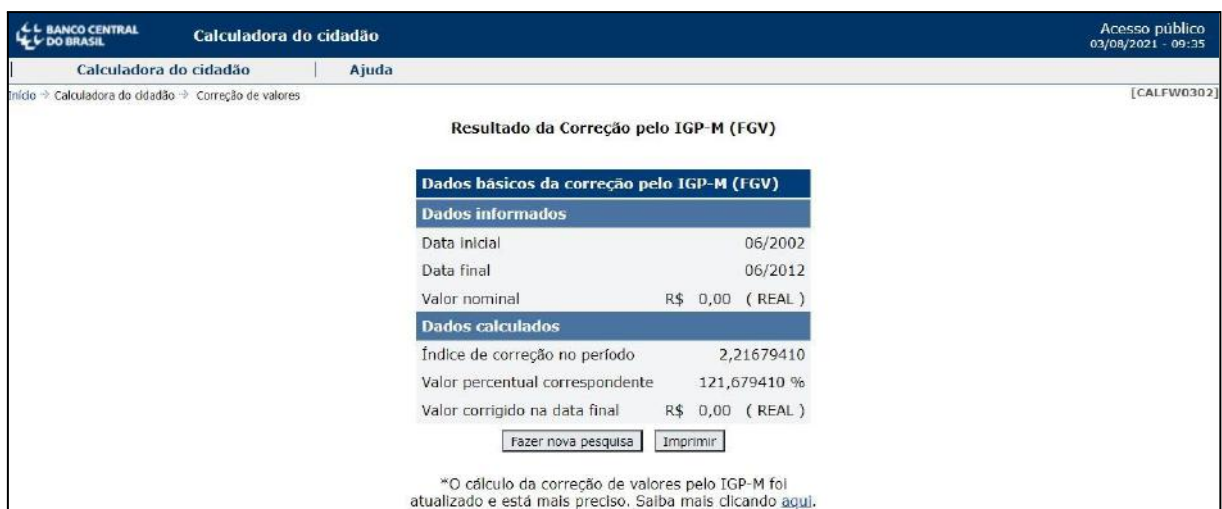 BANCO CENTRAL
DO BRASIL
Calculadora do cidadão
Acesso público
03/08/2021 - 09:35
Calculadora do cidadão | Ajuda
Início → Calculadora do cidadão → Correção de valores
[CALFW0302]
Resultado da Correção pelo IGP-M (FGV)
Dados básicos da correção pelo IGP-M (FGV)
Dados informados
Data inicial 06/2002
Data final 06/2012
Valor nominal R$ 0,00 ( REAL )
Dados calculados
Índice de correção no período 2,21679410
Valor percentual correspondente 121,679410 %
Valor corrigido na data final R$ 0,00 ( REAL )
Fazer nova pesquisa Imprimir
*O cálculo da correção de valores pelo IGP-M foi
atualizado e está mais preciso. Saiba mais clicando aqui.